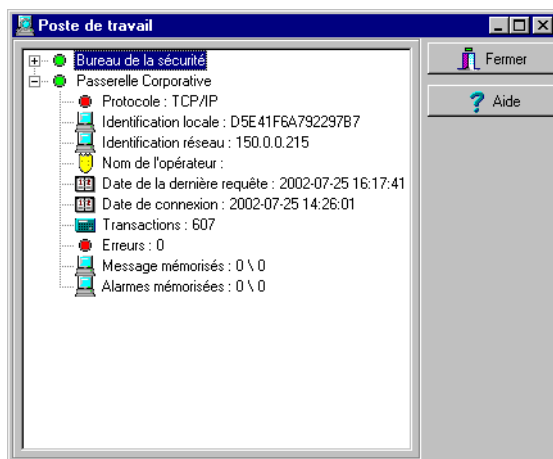 Poste de travail
Bureau de la sécurité
Passerelle Corporative
Protocole : TCP/IP
Identification locale : D5E41F6A792297B7
Identification réseau : 150.0.0.215
Nom de l'opérateur :
Date de la dernière requête : 2002-07-25 16:17:41
Date de connexion : 2002-07-25 14:26:01
Transactions : 607
Erreurs : 0
Message mémorisés : 0 \ 0
Alarmes mémorisées : 0 \ 0
Fermer
Aide